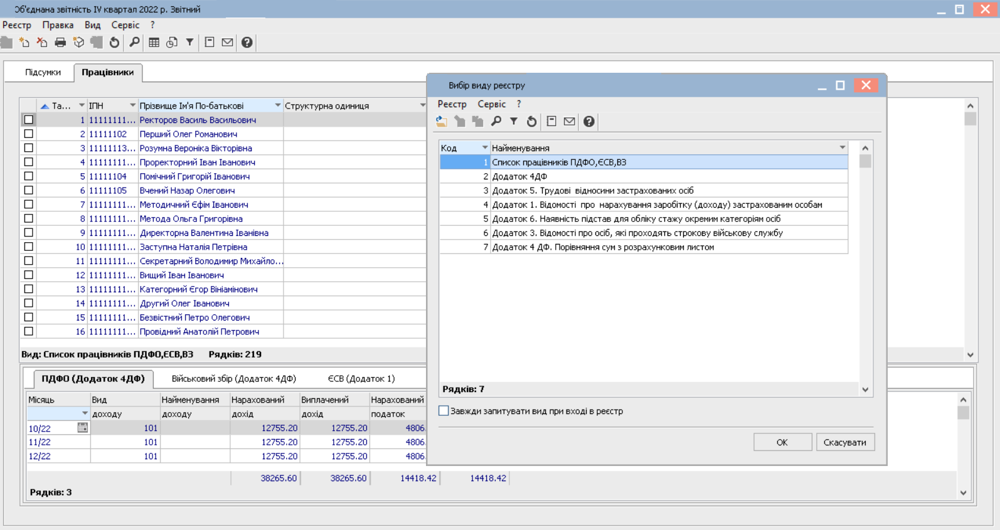 Об'єднана звітність IV квартал 2022 р. Звітний
Реєстр Правка Вид Сервіс ?
Підсумки Працівники
Та... ІПН Прізвище Ім'я По-батькові Структурна одиниця
1 11111111... Ректоров Василь Васильович
2 11111102 Перший Олег Романович
3 11111113... Розумна Вероніка Вікторівна
4 11111111... Проректорний Іван Іванович
5 11111104 Помічний Григорій Іванович
6 11111105 Вчений Назар Олегович
7 11111111... Методичний Єфім Іванович
8 11111111... Метода Ольга Григорівна
9 11111111... Директорна Валентина Іванівна
10 11111111... Заступна Наталія Петрівна
11 11111111... Секретарний Володимир Михайло...
12 11111111... Вищий Іван Іванович
13 11111111... Категорний Єгор Вініамінович
14 11111111... Другий Олег Іванович
15 11111111... Безвістний Петро Олегович
16 11111111... Провідний Анатолій Петрович
Вид: Список працівників ПДФО,ЄСВ,ВЗ Рядків: 219
ПДФО (Додаток 4ДФ) Військовий збір (Додаток 4ДФ) ЄСВ (Додаток 1)
Місяць Вид Найменування Нарахований Виплачений Нарахований
доходу доходу дохід дохід податок
10/22 101 12755.20 12755.20 4806.
11/22 101 12755.20 12755.20 4806.
12/22 101 12755.20 12755.20 4806.
38265.60 38265.60 14418.42 14418.42
Рядків: 3
Вибір виду реєстру
Реєстр Сервіс ?
Код Найменування
1 Список працівників ПДФО,ЄСВ,ВЗ
2 Додаток 4ДФ
3 Додаток 5. Трудові відносини застрахованих осіб
4 Додаток 1. Відомості про нарахування заробітку (доходу) застрахованим особам
5 Додаток 6. Наявність підстав для обліку стажу окремим категоріям осіб
6 Додаток 3. Відомості про осіб, які проходять строкову військову службу
7 Додаток 4 ДФ. Порівняння сум з розрахунковим листом
Рядків: 7
Завжди запитувати вид при вході в реєстр
ОК Скасувати